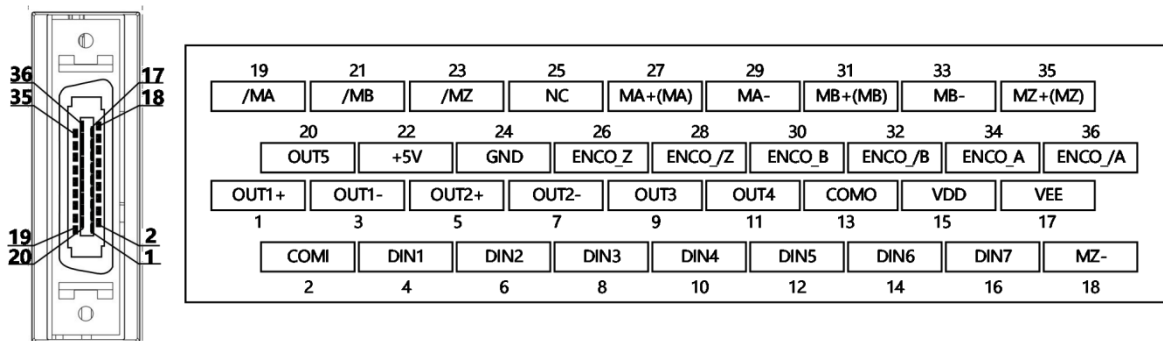 36 17
35 18
19 2
20 1
19 21 23 25 27 29 31 33 35
/MA /MB /MZ NC MA+(MA) MA- MB+(MB) MB- MZ+(MZ)
20 22 24 26 28 30 32 34 36
OUT5 +5V GND ENCO_Z ENCO_/Z ENCO_B ENCO_/B ENCO_A ENCO_/A
OUT1+ OUT1- OUT2+ OUT2- OUT3 OUT4 COMO VDD VEE
1 3 5 7 9 11 13 15 17
COMI DIN1 DIN2 DIN3 DIN4 DIN5 DIN6 DIN7 MZ-
2 4 6 8 10 12 14 16 18